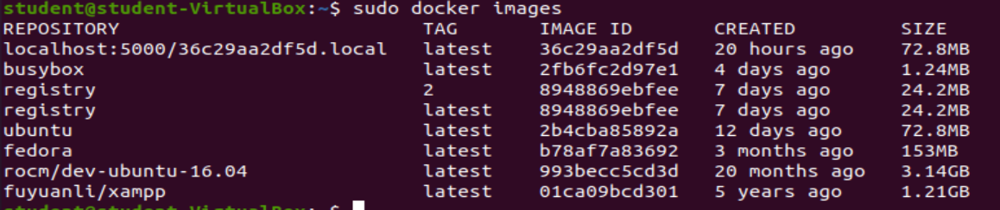 student@student-VirtualBox:~$ sudo docker images
REPOSITORY TAG IMAGE ID CREATED SIZE
localhost:5000/36c29aa2df5d.local latest 36c29aa2df5d 20 hours ago 72.8MB
busybox latest 2fb6fc2d97e1 4 days ago 1.24MB
registry 2 8948869ebfee 7 days ago 24.2MB
registry latest 8948869ebfee 7 days ago 24.2MB
ubuntu latest 2b4cba85892a 12 days ago 72.8MB
fedora latest b78af7a83692 3 months ago 153MB
rocm/dev-ubuntu-16.04 latest 993becc5cd3d 20 months ago 3.14GB
fuyuanli/xampp latest 01ca09bcd301 5 years ago 1.21GB
student@student-VirtualBox:~$